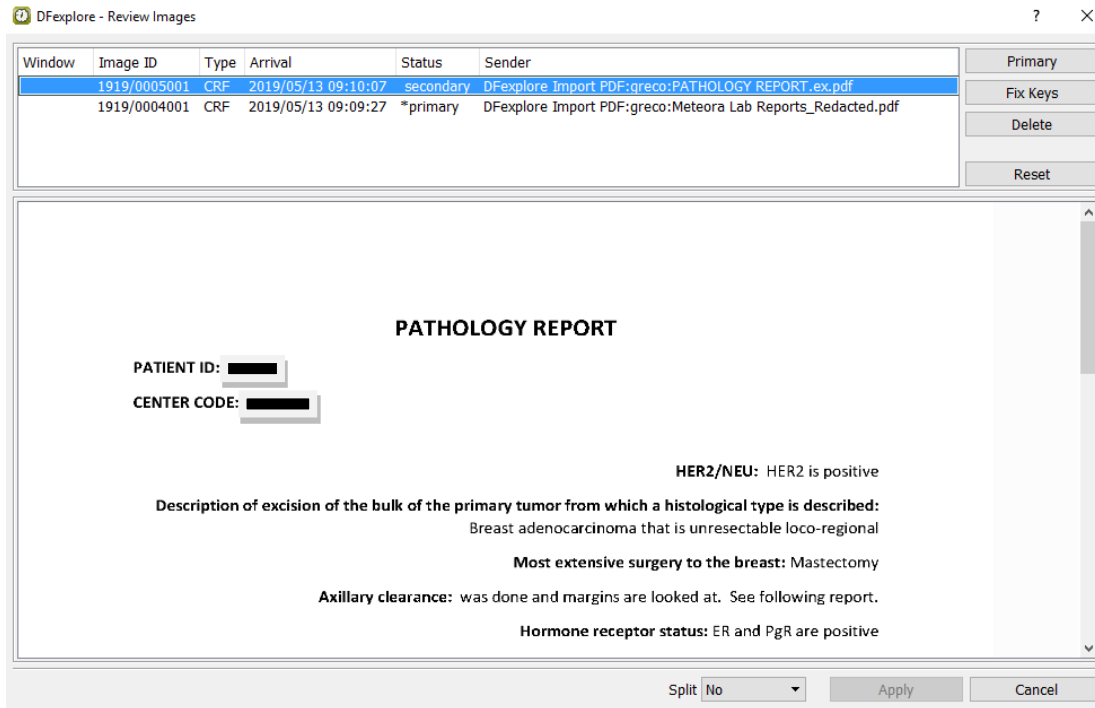 DFexplore - Review Images ? ×
Window Image ID Type Arrival Status Sender
1919/0005001 CRF 2019/05/13 09:10:07 secondary DFexplore Import PDF:greco:PATHOLOGY REPORT.ex.pdf
1919/0004001 CRF 2019/05/13 09:09:27 *primary DFexplore Import PDF:greco:Meteora Lab Reports_Redacted.pdf
Primary
Fix Keys
Delete
Reset
PATHOLOGY REPORT
PATIENT ID:
CENTER CODE:
HER2/NEU: HER2 is positive
Description of excision of the bulk of the primary tumor from which a histological type is described:
Breast adenocarcinoma that is unresectable loco-regional
Most extensive surgery to the breast: Mastectomy
Axillary clearance: was done and margins are looked at. See following report.
Hormone receptor status: ER and PgR are positive
Split No Apply Cancel